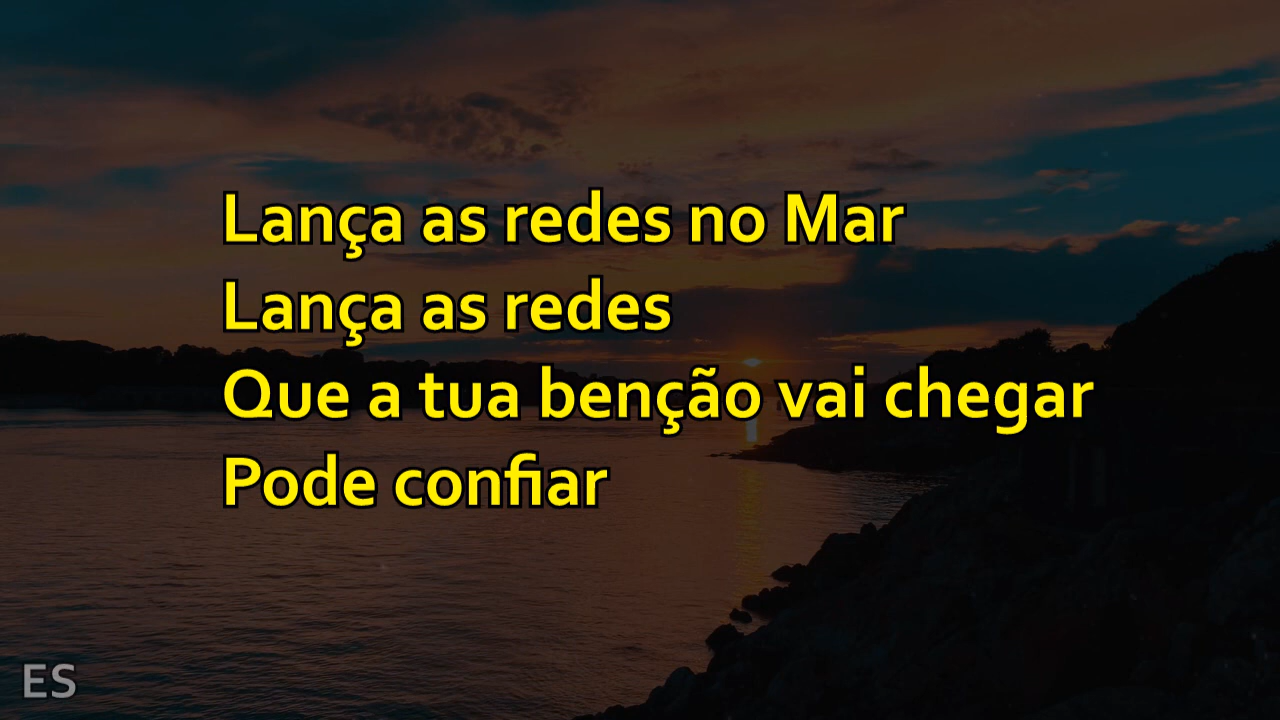 Lança as redes no Mar
Lança as redes
Que a tua benção vai chegar
Pode confiar
ES